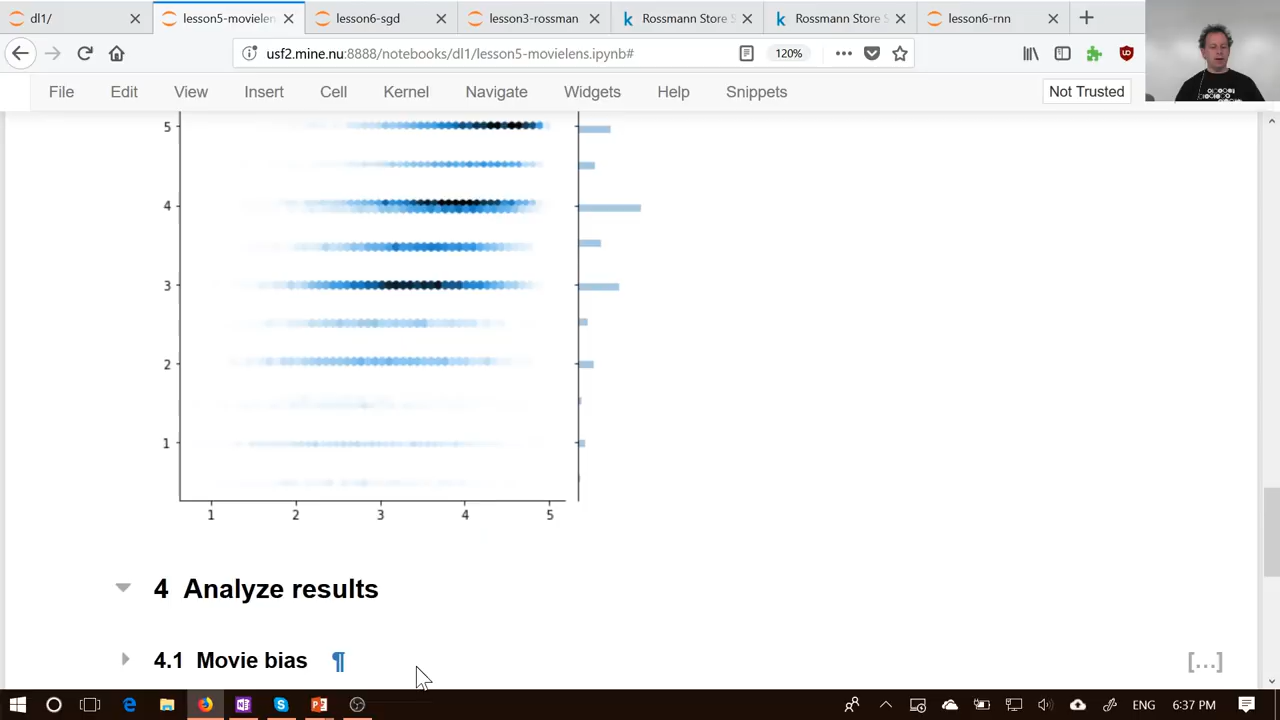 dl1/
lesson5-movielen
lesson6-sgd
lesson3-rossman
Rossmann Store S
Rossmann Store S
lesson6-rnn
usf2.mine.nu:8888/notebooks/dl1/lesson5-movielens.ipynb#
120%
File Edit View Insert Cell Kernel Navigate Widgets Help Snippets
Not Trusted
5
4
3
2
1
1 2 3 4 5
4 Analyze results
4.1 Movie bias ¶
[...]
ENG 6:37 PM